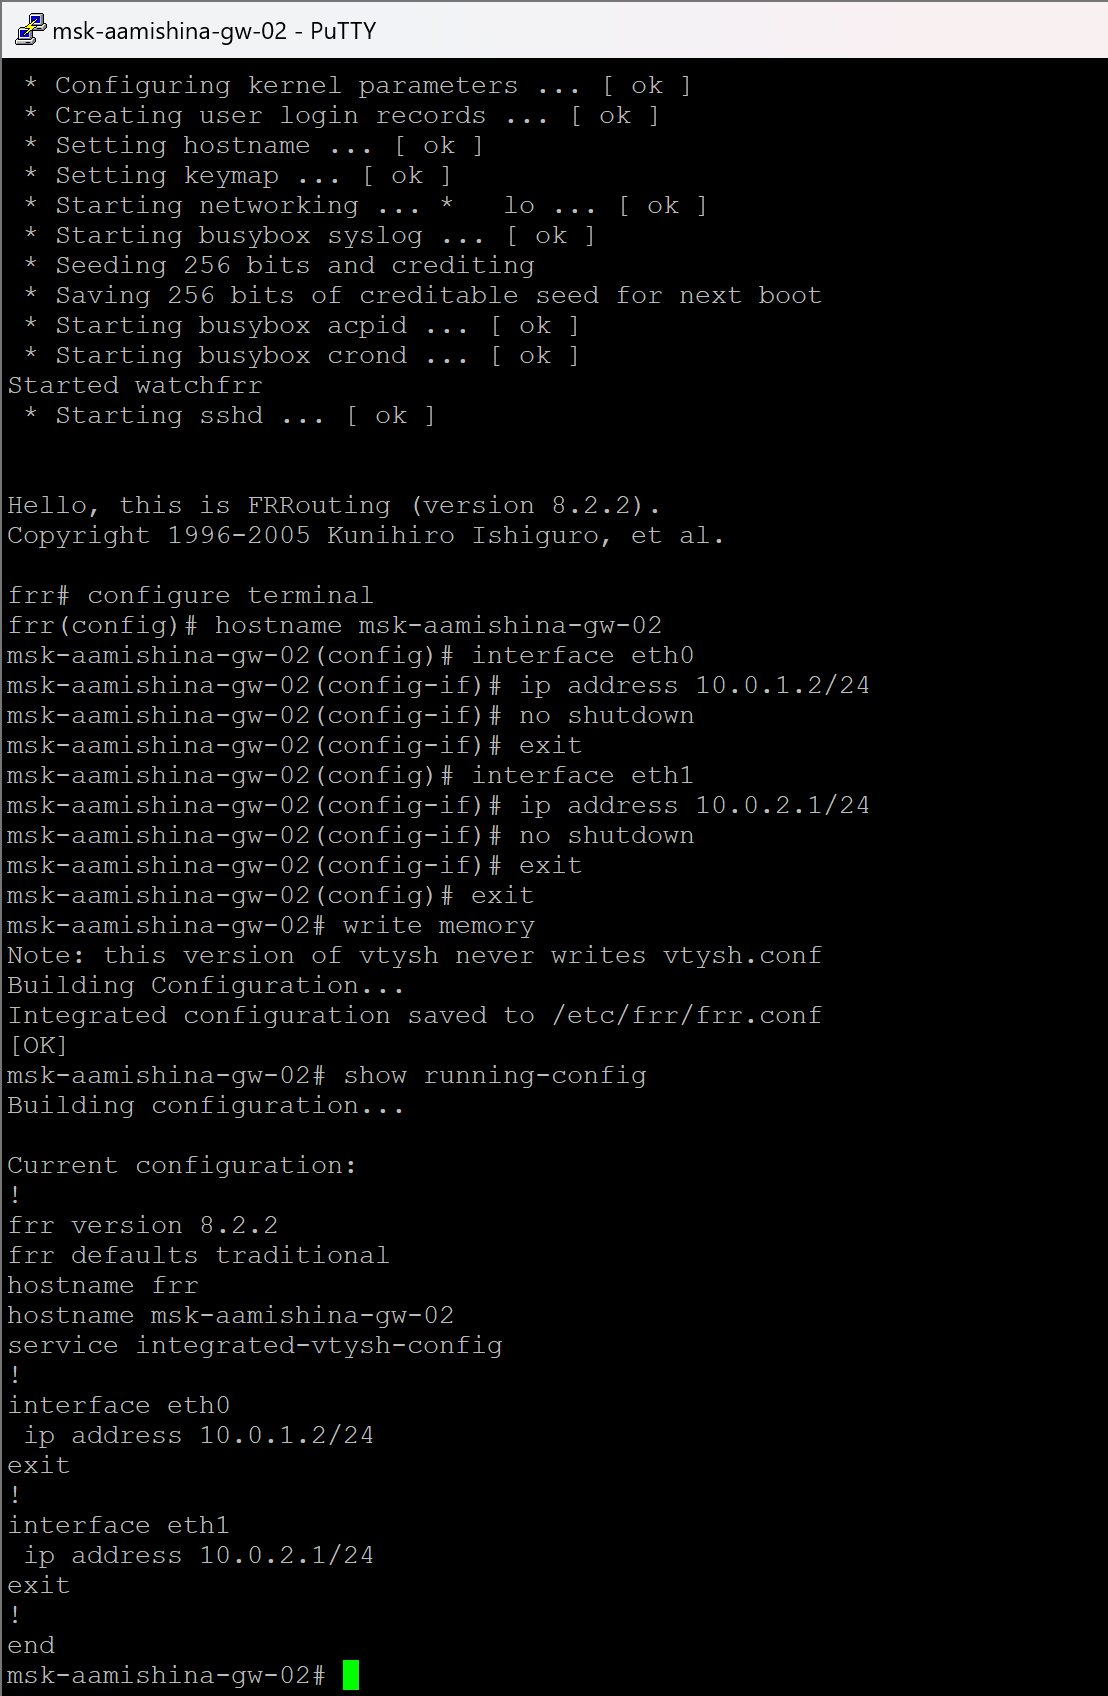 msk-aamishina-gw-02 - PuTTY
 * Configuring kernel parameters ... [ ok ]
 * Creating user login records ... [ ok ]
 * Setting hostname ... [ ok ]
 * Setting keymap ... [ ok ]
 * Starting networking ... *   lo ... [ ok ]
 * Starting busybox syslog ... [ ok ]
 * Seeding 256 bits and crediting
 * Saving 256 bits of creditable seed for next boot
 * Starting busybox acpid ... [ ok ]
 * Starting busybox crond ... [ ok ]
Started watchfrr
 * Starting sshd ... [ ok ]
Hello, this is FRRouting (version 8.2.2).
Copyright 1996-2005 Kunihiro Ishiguro, et al.
frr# configure terminal
frr(config)# hostname msk-aamishina-gw-02
msk-aamishina-gw-02(config)# interface eth0
msk-aamishina-gw-02(config-if)# ip address 10.0.1.2/24
msk-aamishina-gw-02(config-if)# no shutdown
msk-aamishina-gw-02(config-if)# exit
msk-aamishina-gw-02(config)# interface eth1
msk-aamishina-gw-02(config-if)# ip address 10.0.2.1/24
msk-aamishina-gw-02(config-if)# no shutdown
msk-aamishina-gw-02(config-if)# exit
msk-aamishina-gw-02(config)# exit
msk-aamishina-gw-02# write memory
Note: this version of vtysh never writes vtysh.conf
Building Configuration...
Integrated configuration saved to /etc/frr/frr.conf
[OK]
msk-aamishina-gw-02# show running-config
Building configuration...
Current configuration:
!
frr version 8.2.2
frr defaults traditional
hostname frr
hostname msk-aamishina-gw-02
service integrated-vtysh-config
!
interface eth0
 ip address 10.0.1.2/24
exit
!
interface eth1
 ip address 10.0.2.1/24
exit
!
end
msk-aamishina-gw-02#